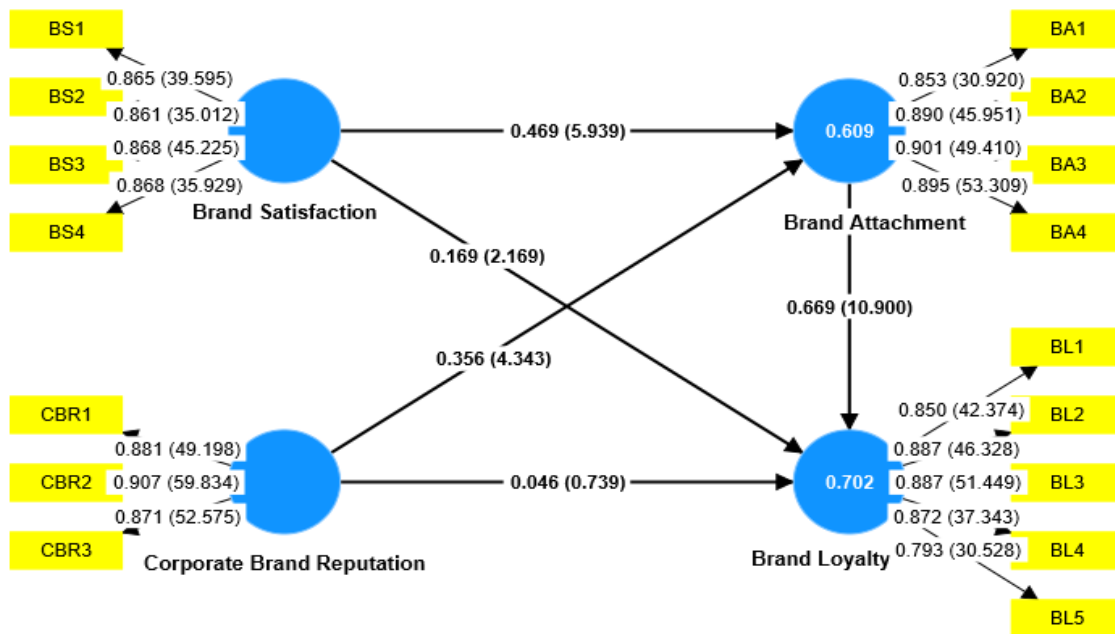 BS1
BS2
BS3
BS4
0.865 (39.595)
0.861 (35.012)
0.868 (45.225)
0.868 (35.929)
Brand Satisfaction
0.469 (5.939)
0.609
Brand Attachment
BA1
BA2
BA3
BA4
0.853 (30.920)
0.890 (45.951)
0.901 (49.410)
0.895 (53.309)
0.169 (2.169)
0.669 (10.900)
0.356 (4.343)
CBR1
CBR2
CBR3
0.881 (49.198)
0.907 (59.834)
0.871 (52.575)
Corporate Brand Reputation
0.046 (0.739)
0.702
Brand Loyalty
BL1
BL2
BL3
BL4
BL5
0.850 (42.374)
0.887 (46.328)
0.887 (51.449)
0.872 (37.343)
0.793 (30.528)